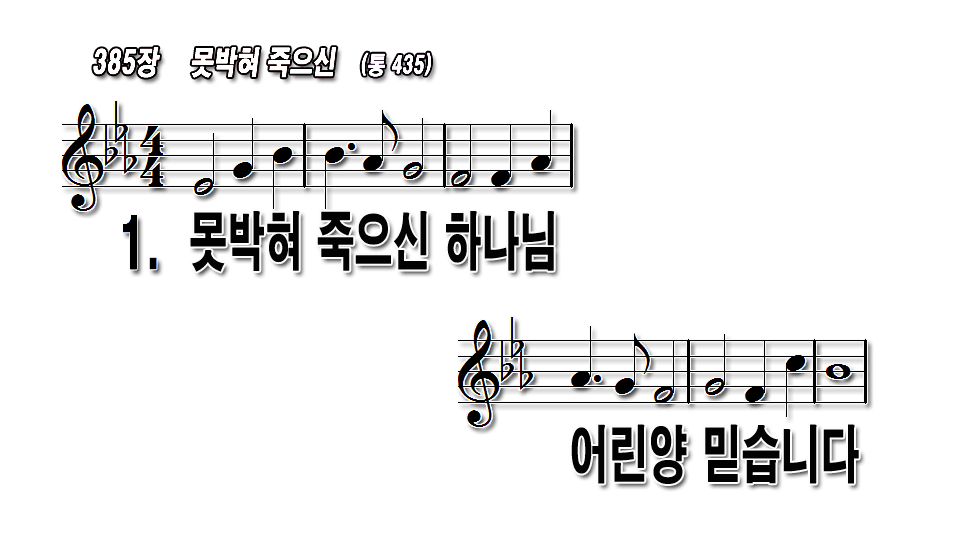 385장 못박혀 죽으신 (통 435)
4
4
1. 못박혀 죽으신 하나님
어린양 믿습니다